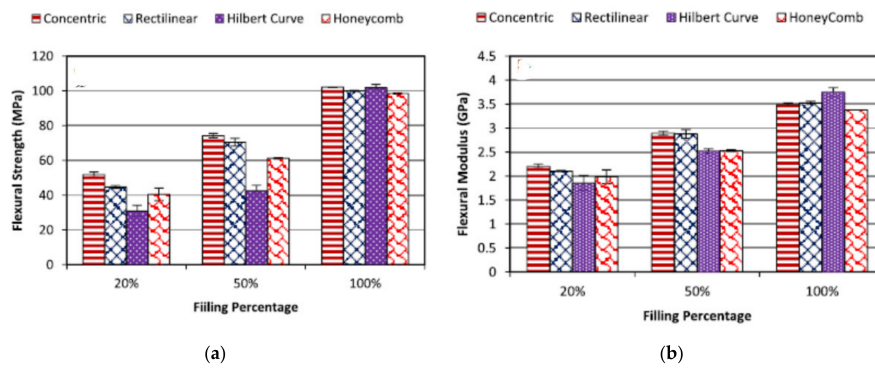 Concentric Rectilinear Hilbert Curve HoneyComb
Flexural Strength (MPa)
120
100
80
60
40
20
0
20% 50% 100%
Fiiling Percentage
(a)
Concentric Rectilinear Hilbert Curve HoneyComb
Flexural Modulus (GPa)
4.5
4
3.5
3
2.5
2
1.5
1
0.5
0
20% 50% 100%
Filling Percentage
(b)